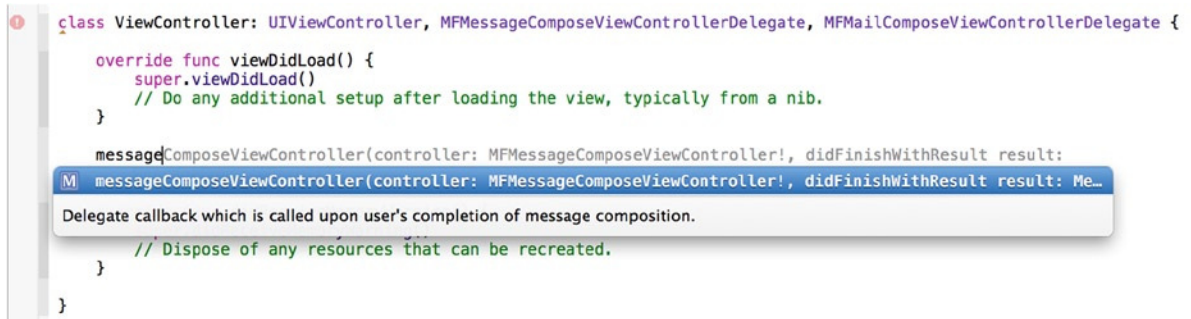 class ViewController: UIViewController, MFMessageComposeViewControllerDelegate, MFMailComposeViewControllerDelegate {
override func viewDidLoad() {
super.viewDidLoad()
// Do any additional setup after loading the view, typically from a nib.
}
messageComposeViewController(controller: MFMessageComposeViewController!, didFinishWithResult result:
M messageComposeViewController(controller: MFMessageComposeViewController!, didFinishWithResult result: Me…
Delegate callback which is called upon user's completion of message composition.
// Dispose of any resources that can be recreated.
}
}